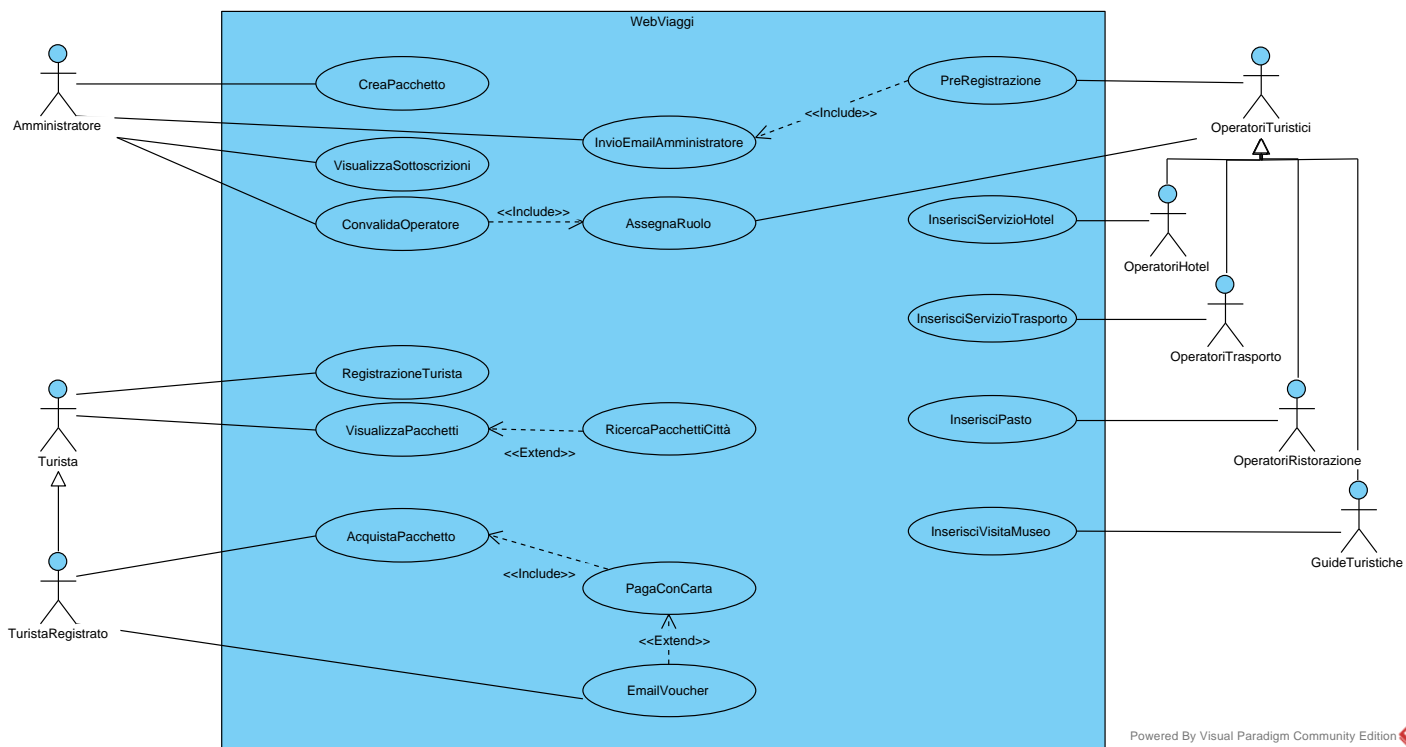 WebViaggi
CreaPacchetto
PreRegistrazione
<<Include>>
Amministratore
OperatoriTuristici
InvioEmailAmministratore
VisualizzaSottoscrizioni
<<Include>>
ConvalidaOperatore
AssegnaRuolo
InserisciServizioHotel
OperatoriHotel
InserisciServizioTrasporto
OperatoriTrasporto
RegistrazioneTurista
VisualizzaPacchetti
RicercaPacchettiCittà
InserisciPasto
<<Extend>>
Turista
OperatoriRistorazione
AcquistaPacchetto
InserisciVisitaMuseo
GuideTuristiche
<<Include>>
PagaConCarta
TuristaRegistrato
<<Extend>>
EmailVoucher
Powered By Visual Paradigm Community Edition